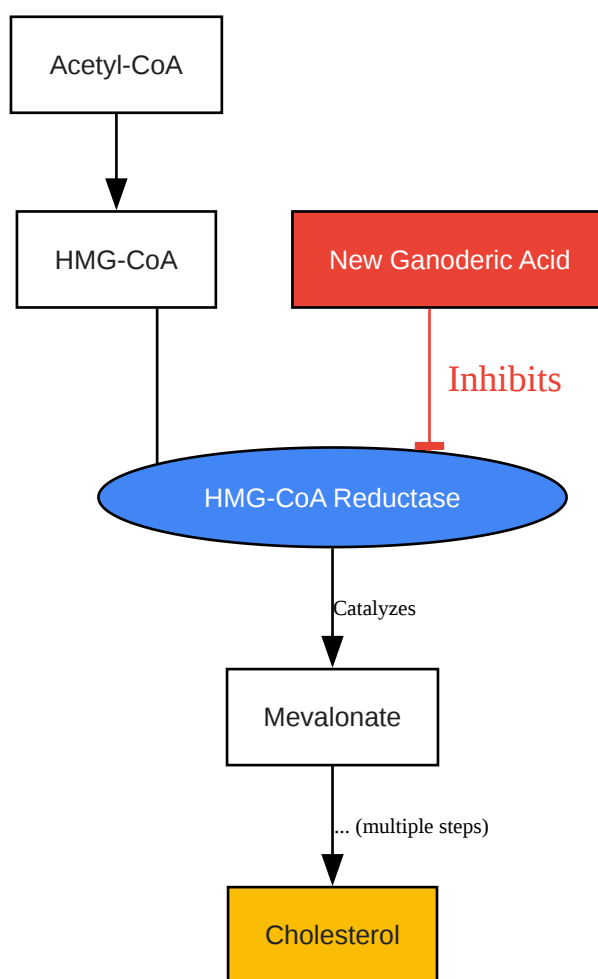 Acetyl-CoA
HMG-CoA
New Ganoderic Acid
Inhibits
HMG-CoA Reductase
Catalyzes
Mevalonate
... (multiple steps)
Cholesterol